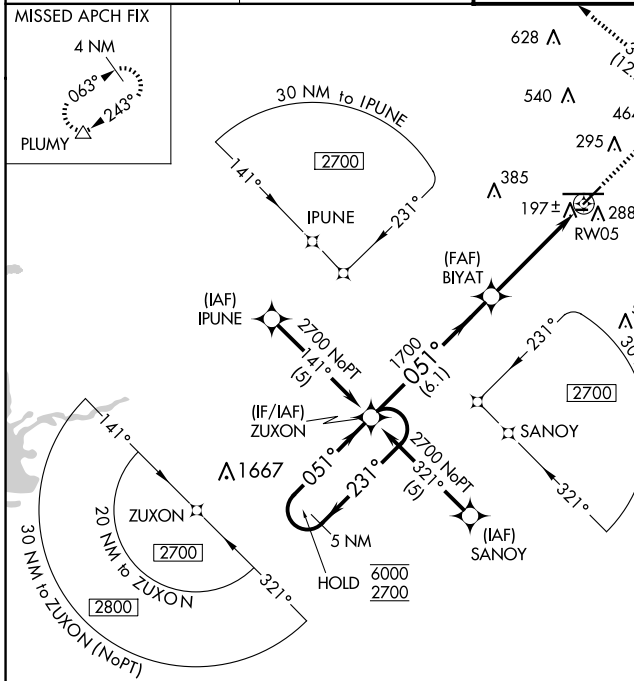 MISSED APCH FIX
4 NM
063°
243°
PLUMY
30 NM to IPUNE
2700
141°
231°
IPUNE
628
(12.
540
464
295
385
197±
288
RW05
(FAF)
BIYAT
(IAF)
IPUNE
2700 NoPT
141°
(5)
1700
051°
(6.1)
231°
30
2700
SANOY
321°
(IF/IAF)
ZUXON
2700 NoPT
321°
(5)
(IAF)
SANOY
051°
231°
5 NM
HOLD
6000
2700
1667
141°
ZUXON
2700
20 NM to ZUXON
321°
2800
30 NM to ZUXON (NoPT)